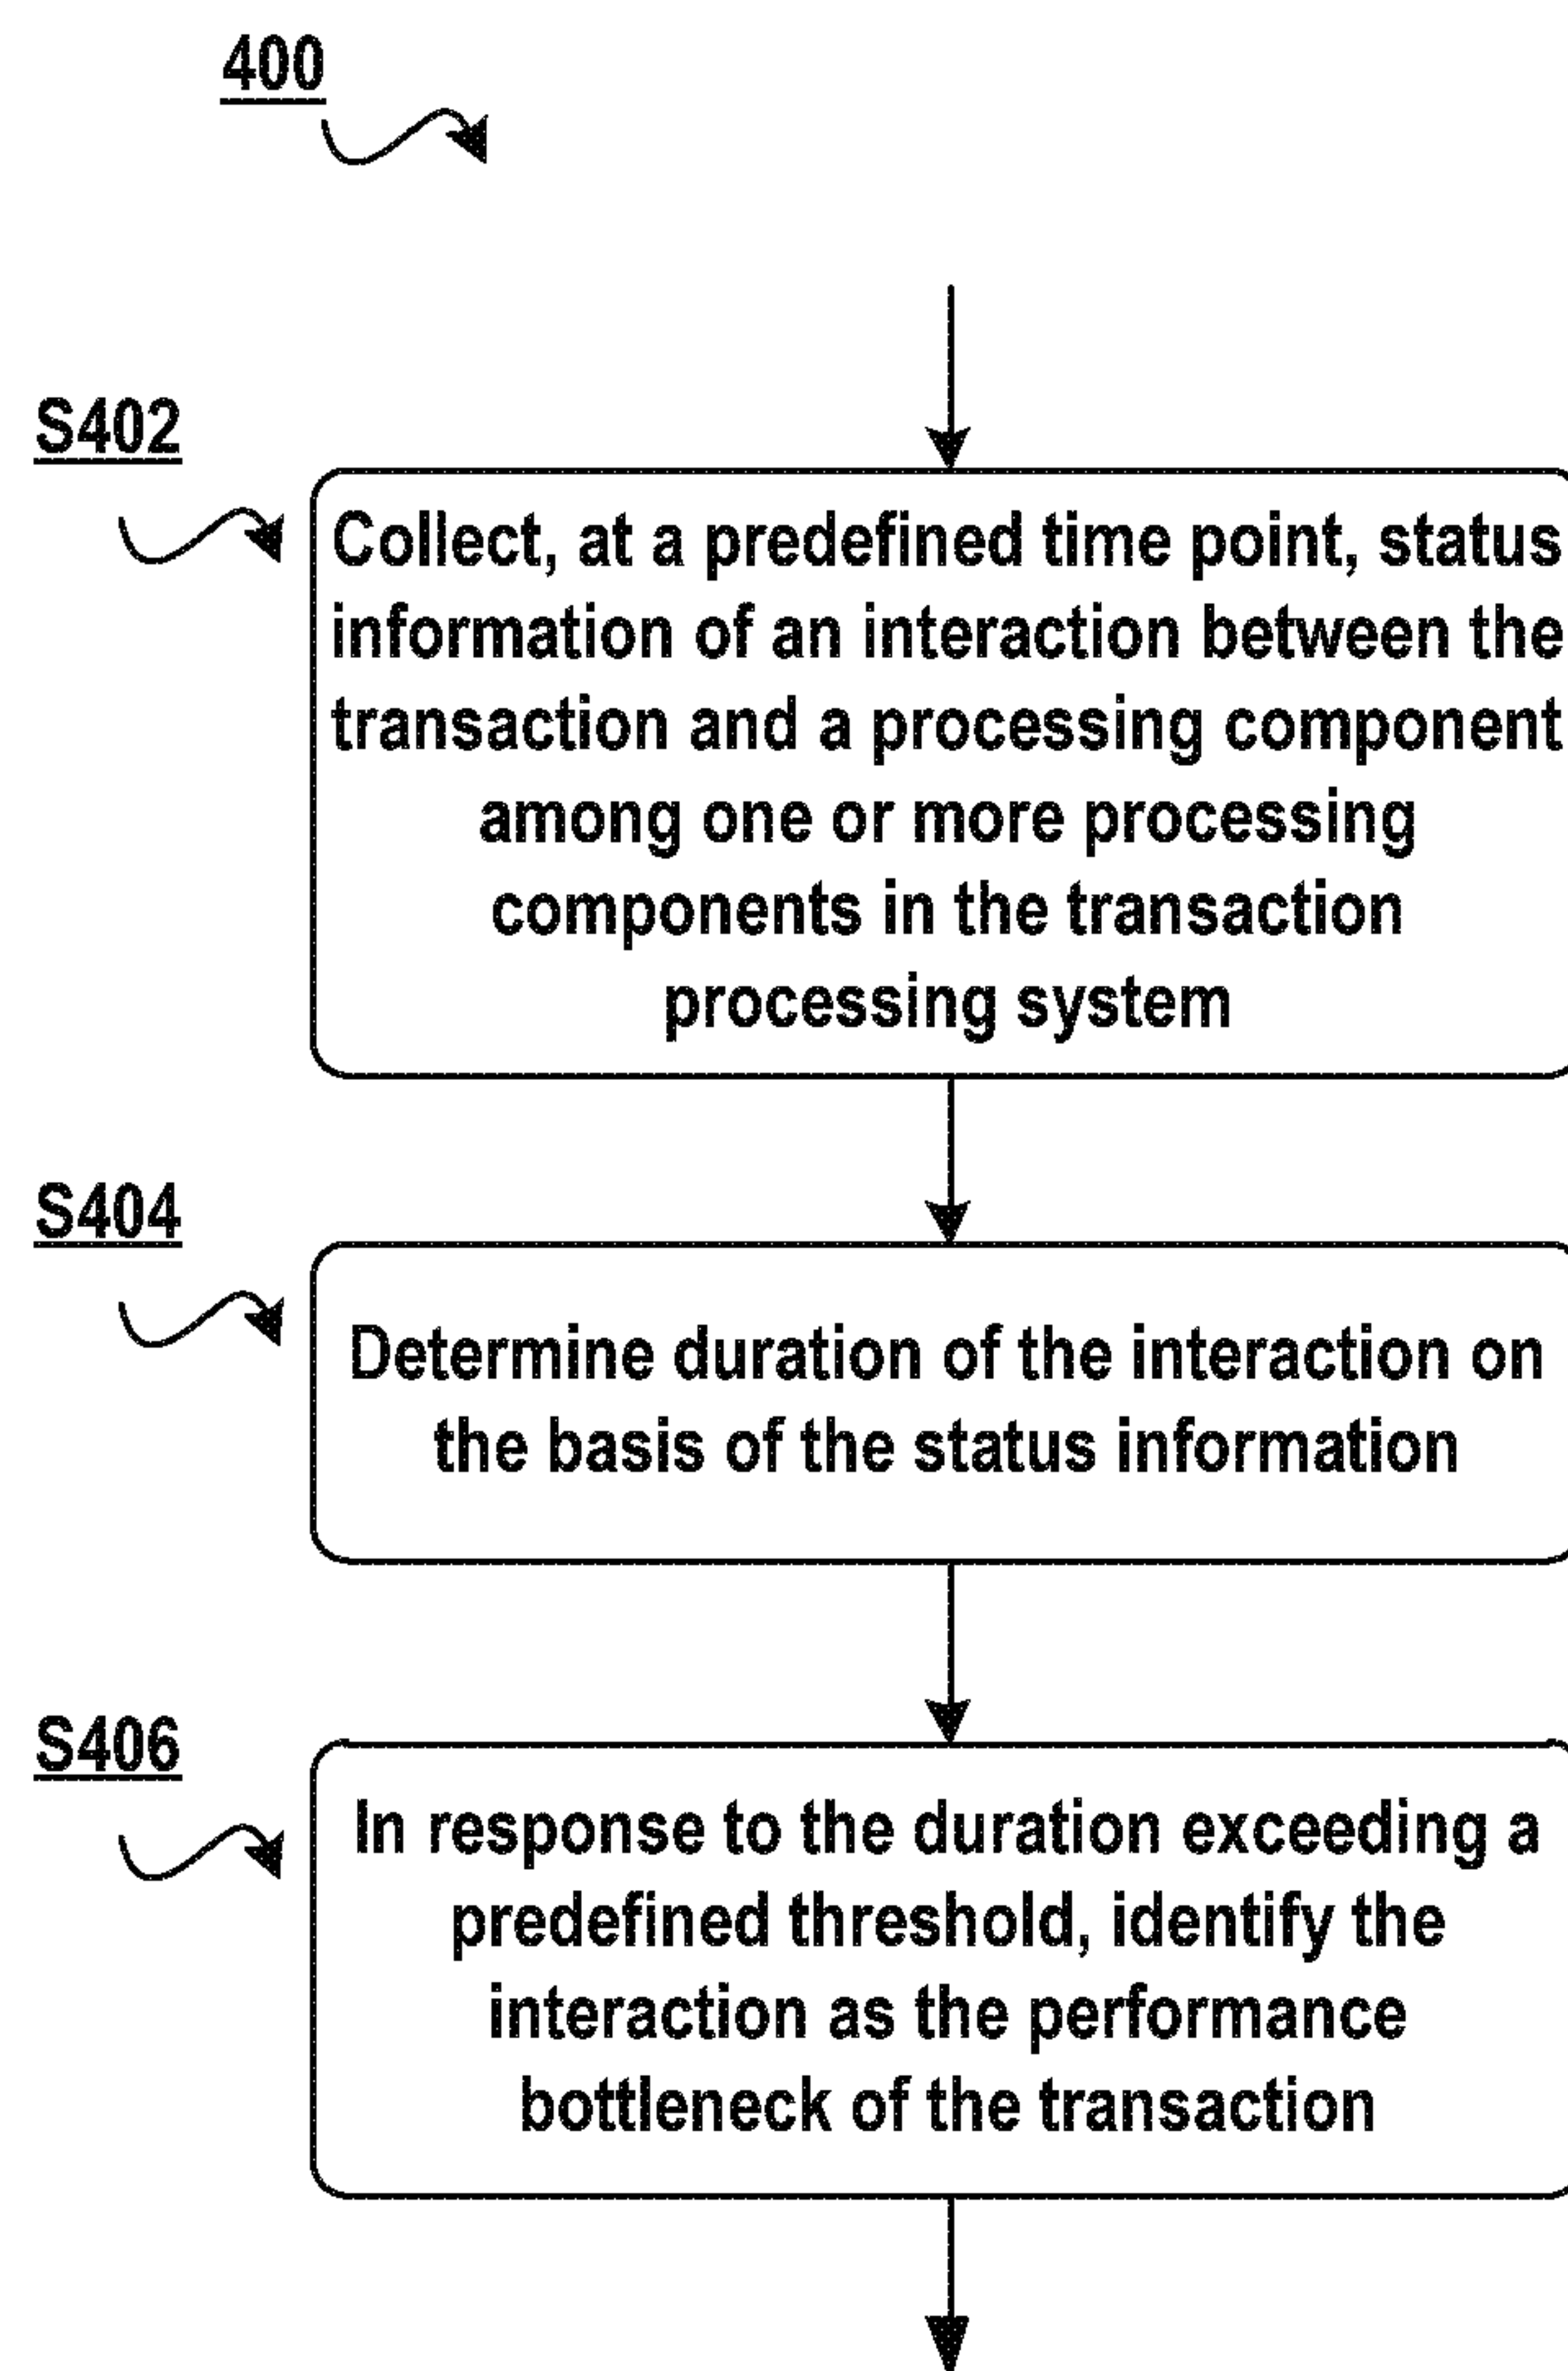 400
S402
Collect, at a predefined time point, status
information of an interaction between the
transaction and a processing component
among one or more processing
components in the transaction
processing system
S404
Determine duration of the interaction on
the basis of the status information
S406
In response to the duration exceeding a
predefined threshold, identify the
interaction as the performance
bottleneck of the transaction